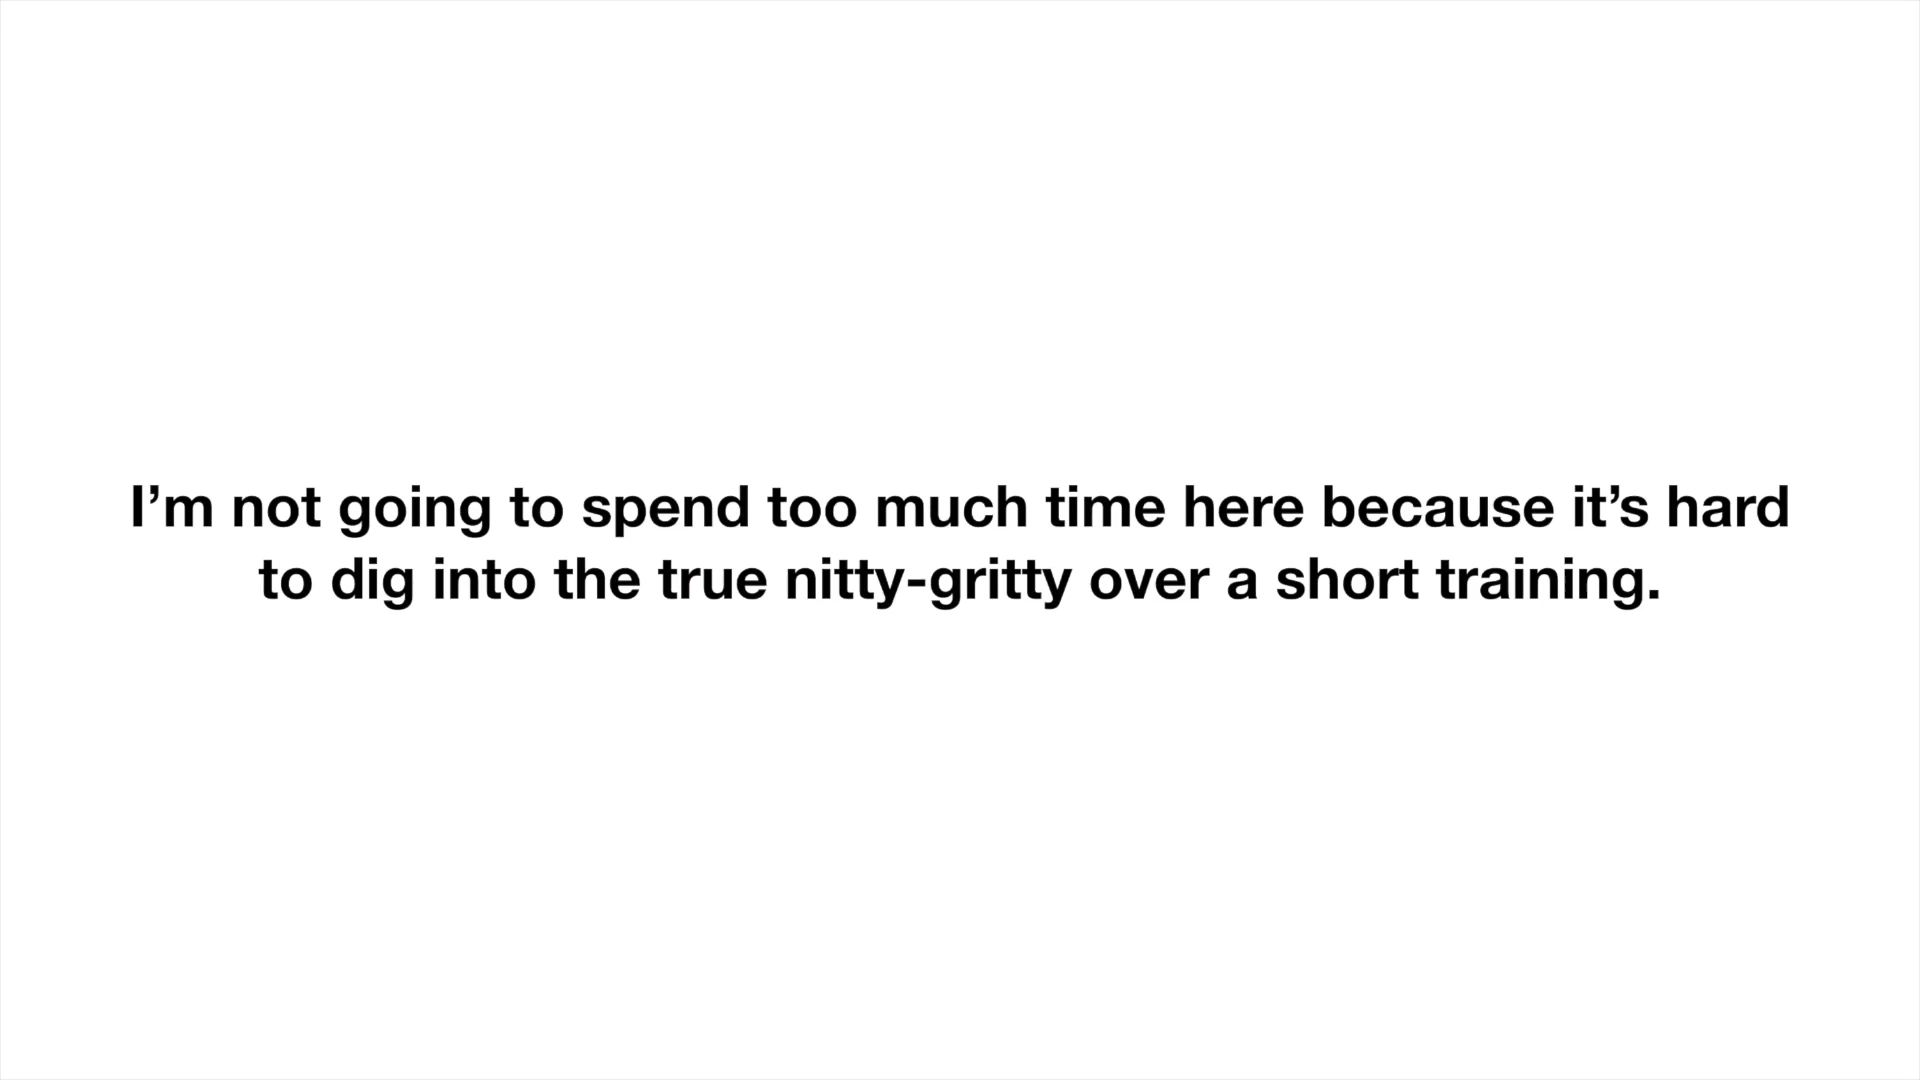 I’m not going to spend too much time here because it’s hard
to dig into the true nitty-gritty over a short training.